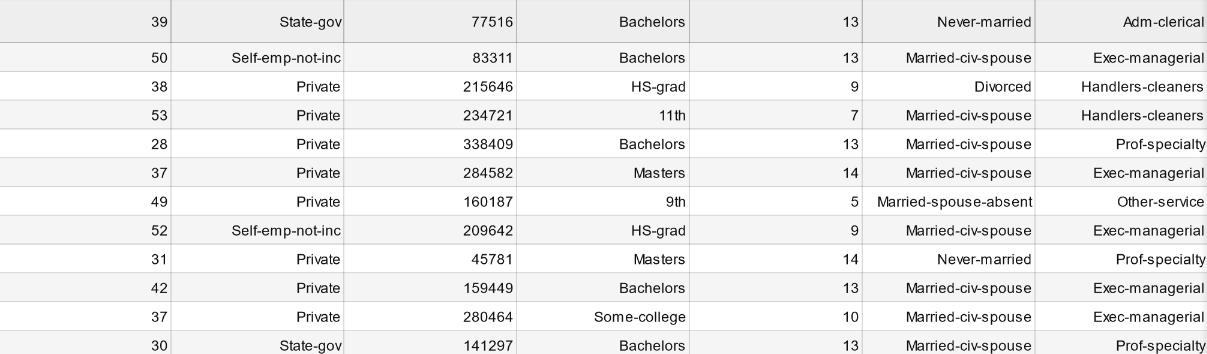 39 State-gov 77516 Bachelors 13 Never-married Adm-clerical
50 Self-emp-not-inc 83311 Bachelors 13 Married-civ-spouse Exec-managerial
38 Private 215646 HS-grad 9 Divorced Handlers-cleaners
53 Private 234721 11th 7 Married-civ-spouse Handlers-cleaners
28 Private 338409 Bachelors 13 Married-civ-spouse Prof-specialty
37 Private 284582 Masters 14 Married-civ-spouse Exec-managerial
49 Private 160187 9th 5 Married-spouse-absent Other-service
52 Self-emp-not-inc 209642 HS-grad 9 Married-civ-spouse Exec-managerial
31 Private 45781 Masters 14 Never-married Prof-specialty
42 Private 159449 Bachelors 13 Married-civ-spouse Exec-managerial
37 Private 280464 Some-college 10 Married-civ-spouse Exec-managerial
30 State-gov 141297 Bachelors 13 Married-civ-spouse Prof-specialty